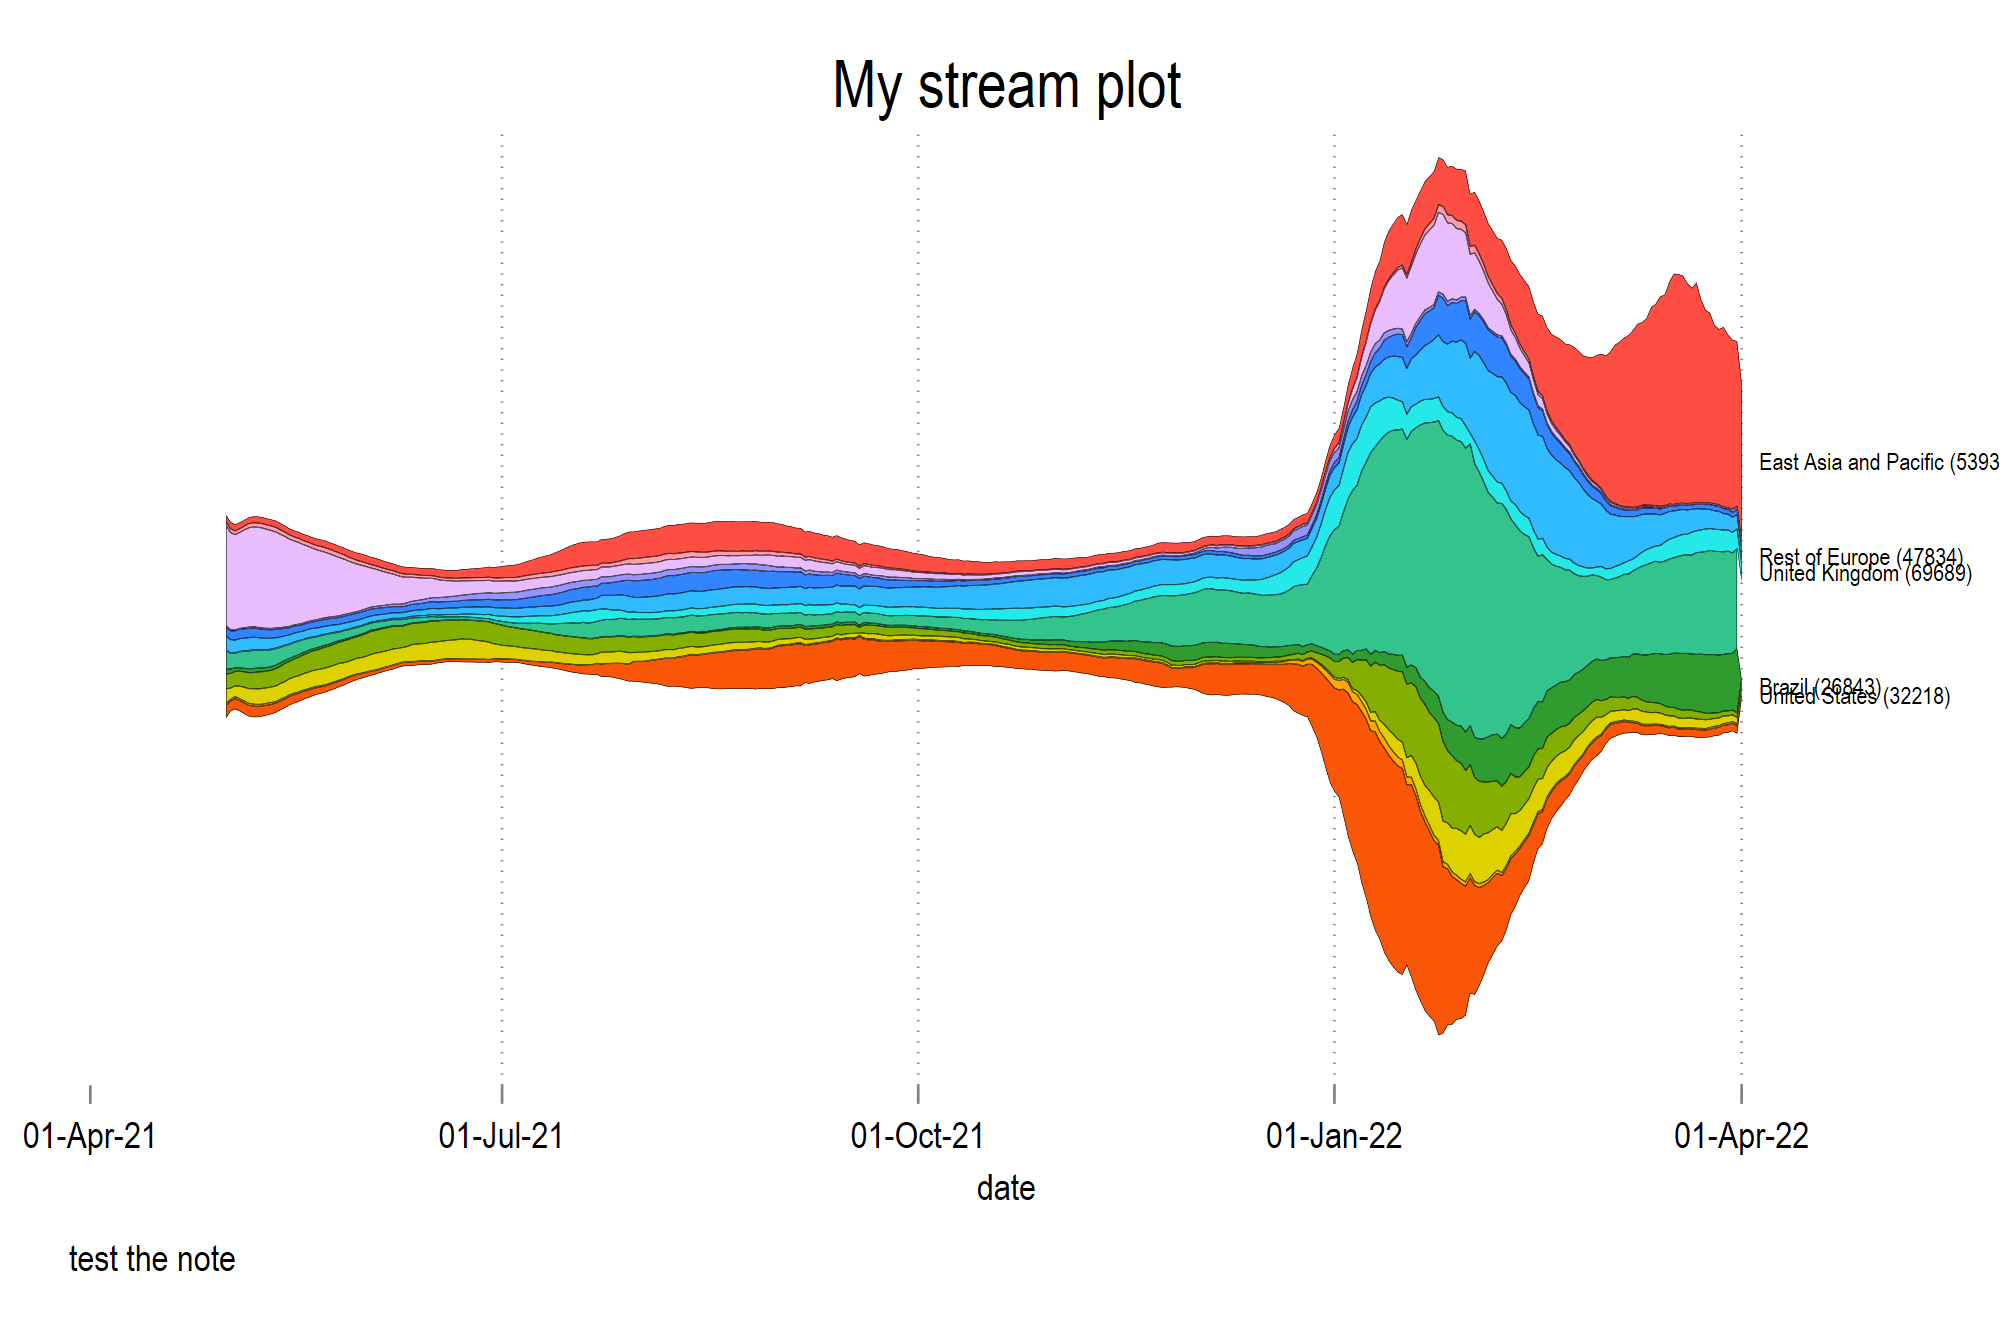 My stream plot
East Asia and Pacific (5393
Rest of Europe (47834)
United Kingdom (69689)
Brazil (26843)
United States (32218)
01-Apr-21
01-Jul-21
01-Oct-21
01-Jan-22
01-Apr-22
date
test the note